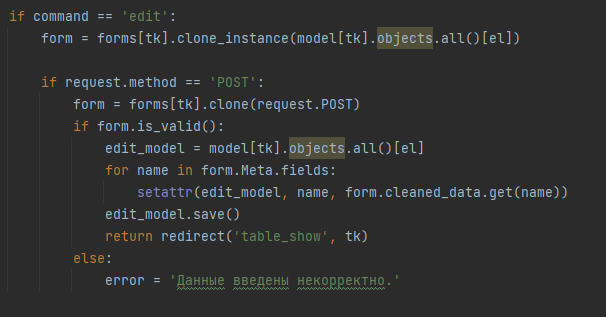 if command == 'edit':
form = forms[tk].clone_instance(model[tk].objects.all()[el])
if request.method == 'POST':
form = forms[tk].clone(request.POST)
if form.is_valid():
edit_model = model[tk].objects.all()[el]
for name in form.Meta.fields:
setattr(edit_model, name, form.cleaned_data.get(name))
edit_model.save()
return redirect('table_show', tk)
else:
error = 'Данные введены некорректно.'